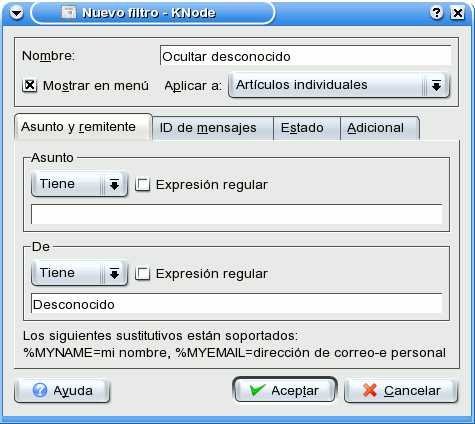 Nuevo filtro - KNode
Nombre: Ocultar desconocido
Mostrar en menú Aplicar a: Artículos individuales
Asunto y remitente ID de mensajes Estado Adicional
Asunto
Tiene Expresión regular
De
Tiene Expresión regular
Desconocido
Los siguientes sustitutivos están soportados:
%MYNAME=mi nombre, %MYEMAIL=dirección de correo-e personal
Ayuda Aceptar Cancelar